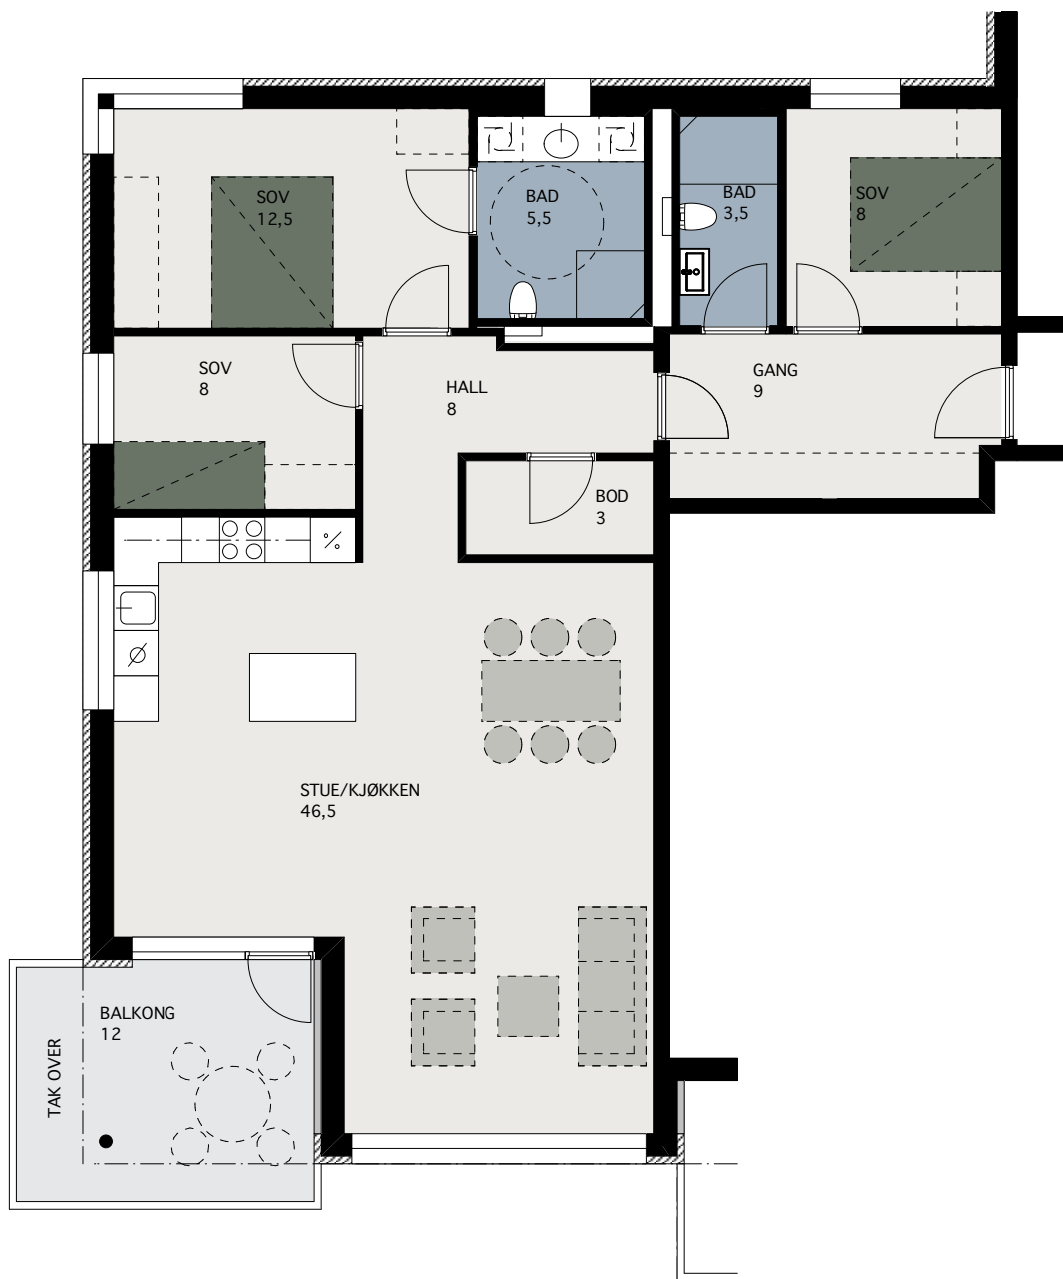 SOV
12,5
BAD
5,5
BAD
3,5
SOV
8
SOV
8
HALL
8
GANG
9
BOD
3
%
STUE/KJØKKEN
46,5
BALKONG
12
TAK OVER